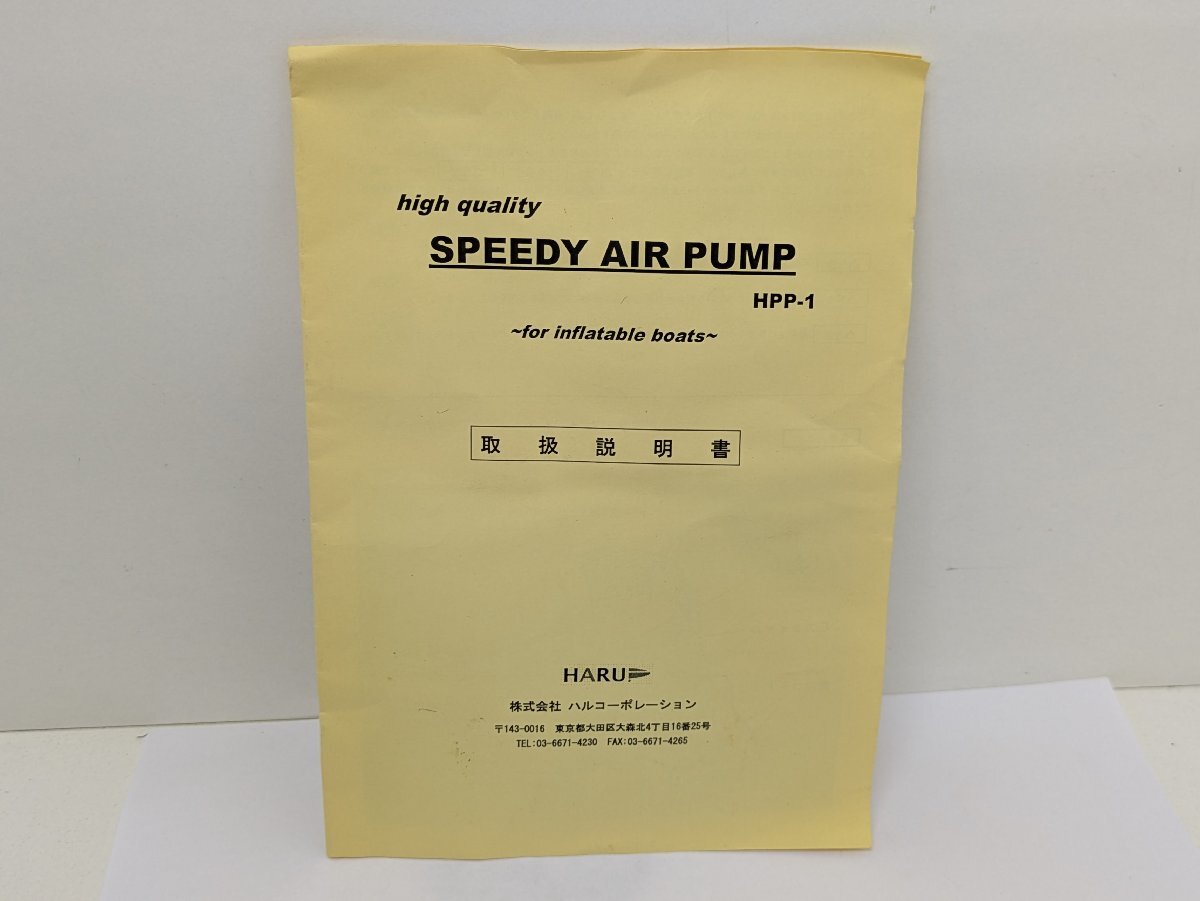 high quality
SPEEDY AIR PUMP
HPP-1
~for inflatable boats~
取扱説明書
HARU
株式会社 ハルコーポレーション
〒143-0016 東京都大田区大森北4丁目16番25号
TEL:03-6671-4230 FAX:03-6671-4265